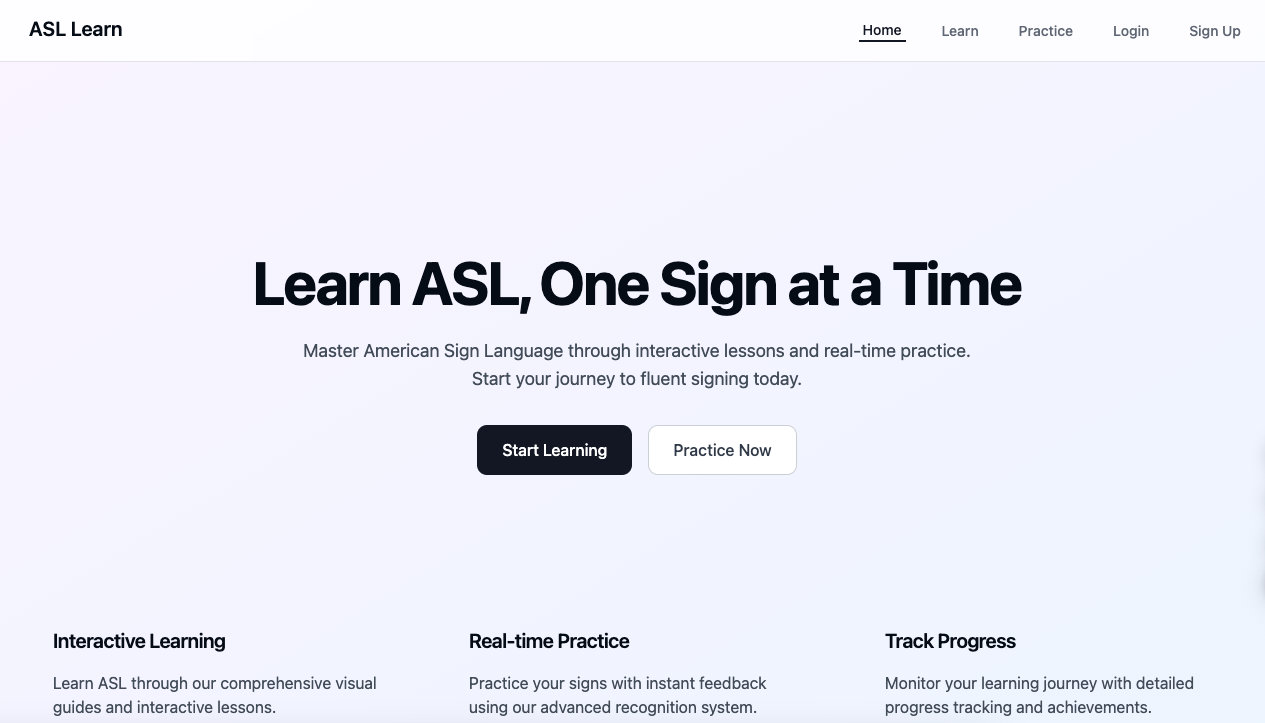 ASL Learn
Home
Learn
Practice
Login
Sign Up
Learn ASL, One Sign at a Time
Master American Sign Language through interactive lessons and real-time practice.
Start your journey to fluent signing today.
Start Learning
Practice Now
Interactive Learning
Learn ASL through our comprehensive visual
guides and interactive lessons.
Real-time Practice
Practice your signs with instant feedback
using our advanced recognition system.
Track Progress
Monitor your learning journey with detailed
progress tracking and achievements.